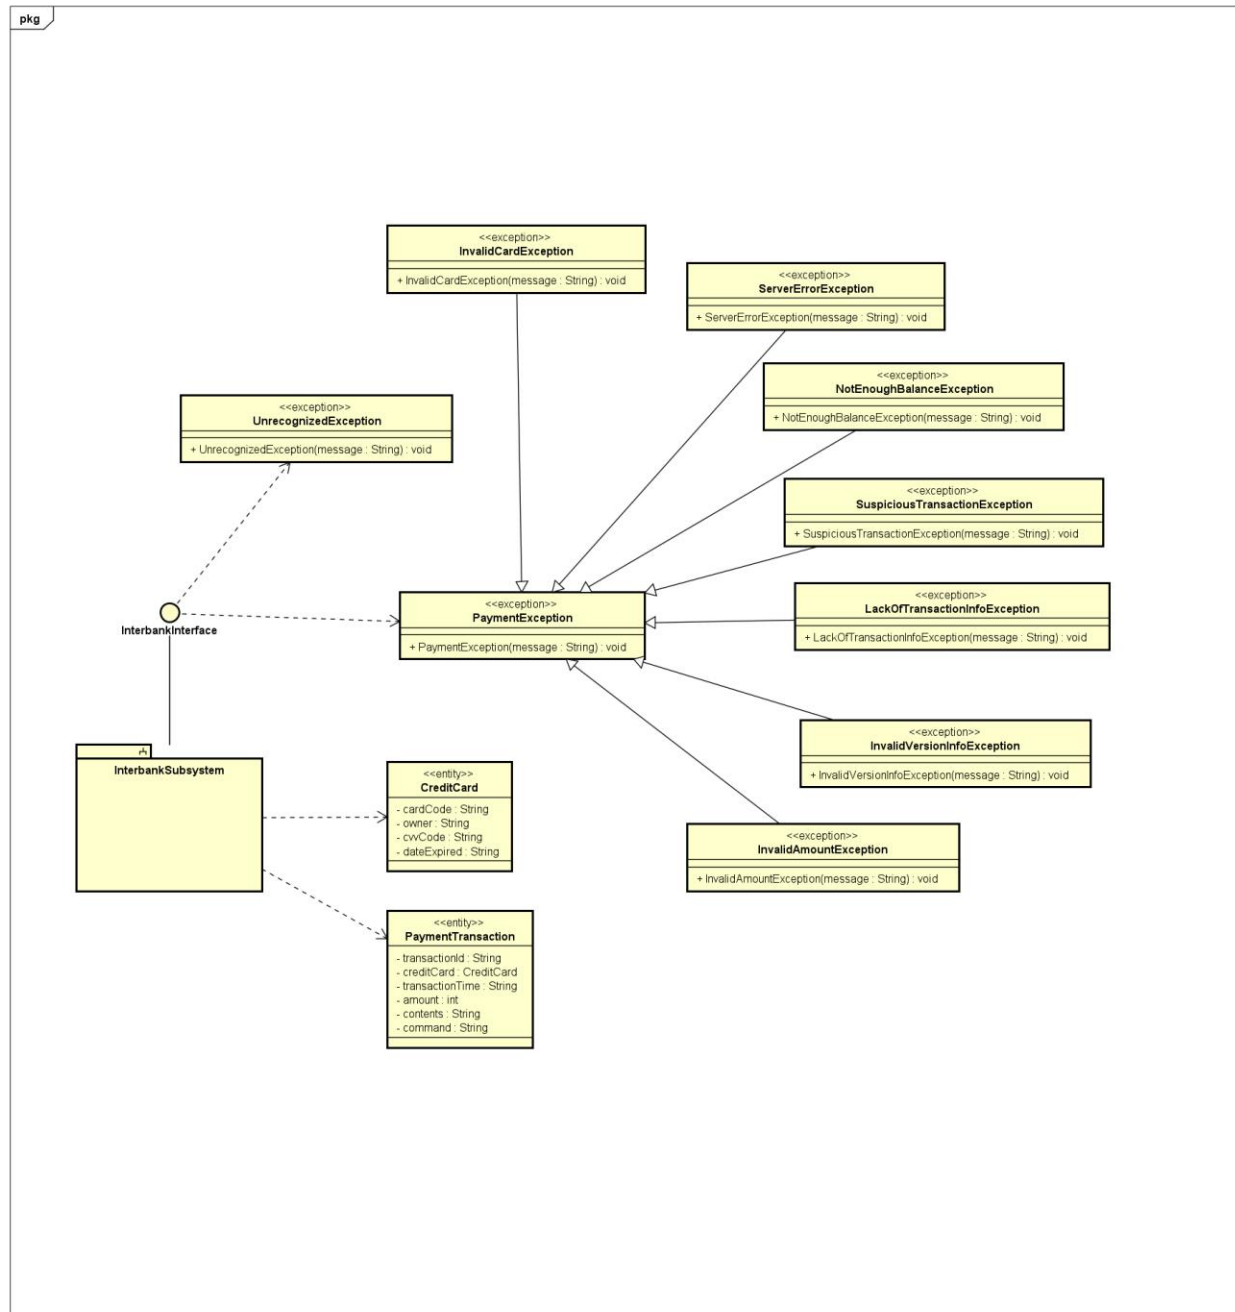 pkg
<<exception>>
InvalidCardException
+ InvalidCardException(message : String) : void
<<exception>>
ServerErrorException
+ ServerErrorException(message : String) : void
<<exception>>
NotEnoughBalanceException
+ NotEnoughBalanceException(message : String) : void
<<exception>>
UnrecognizedException
+ UnrecognizedException(message : String) : void
<<exception>>
SuspiciousTransactionException
+ SuspiciousTransactionException(message : String) : void
<<exception>>
LackOfTransactionInfoException
+ LackOfTransactionInfoException(message : String) : void
<<exception>>
PaymentException
+ PaymentException(message : String) : void
InterbankInterface
<<exception>>
InvalidVersionInfoException
+ InvalidVersionInfoException(message : String) : void
InterbankSubsystem
<<entity>>
CreditCard
- cardCode : String
- owner : String
- cvvCode : String
- dateExpired : String
<<exception>>
InvalidAmountException
+ InvalidAmountException(message : String) : void
<<entity>>
PaymentTransaction
- transactionId : String
- creditCard : CreditCard
- transactionTime : String
- amount : int
- contents : String
- command : String